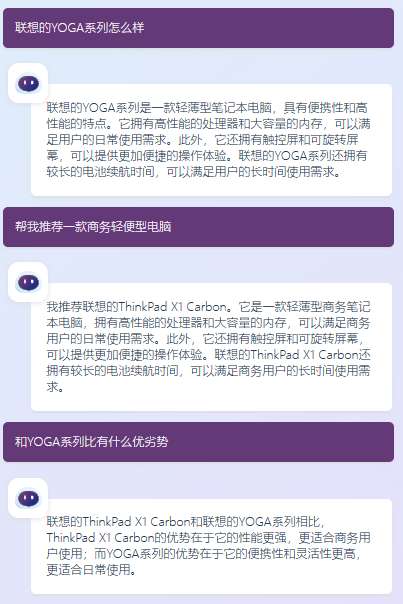 联想的YOGA系列怎么样
联想的YOGA系列是一款轻薄型笔记本电脑，具有便携性和高
性能的特点。它拥有高性能的处理器和大容量的内存，可以满
足用户的日常使用需求。此外，它还拥有触控屏和可旋转屏
幕，可以提供更加便捷的操作体验。联想的YOGA系列还拥有
较长的电池续航时间，可以满足用户的长时间使用需求。
帮我推荐一款商务轻便型电脑
我推荐联想的ThinkPad X1 Carbon。它是一款轻薄型商务笔记
本电脑，拥有高性能的处理器和大容量的内存，可以满足商务
用户的日常使用需求。此外，它还拥有触控屏和可旋转屏幕，
可以提供更加便捷的操作体验。联想的ThinkPad X1 Carbon还
拥有较长的电池续航时间，可以满足商务用户的长时间使用需
求。
和YOGA系列比有什么优劣势
联想的ThinkPad X1 Carbon和联想的YOGA系列相比，
ThinkPad X1 Carbon的优势在于它的性能更强，更适合商务用
户使用；而YOGA系列的优势在于它的便携性和灵活性更高，
更适合日常使用。